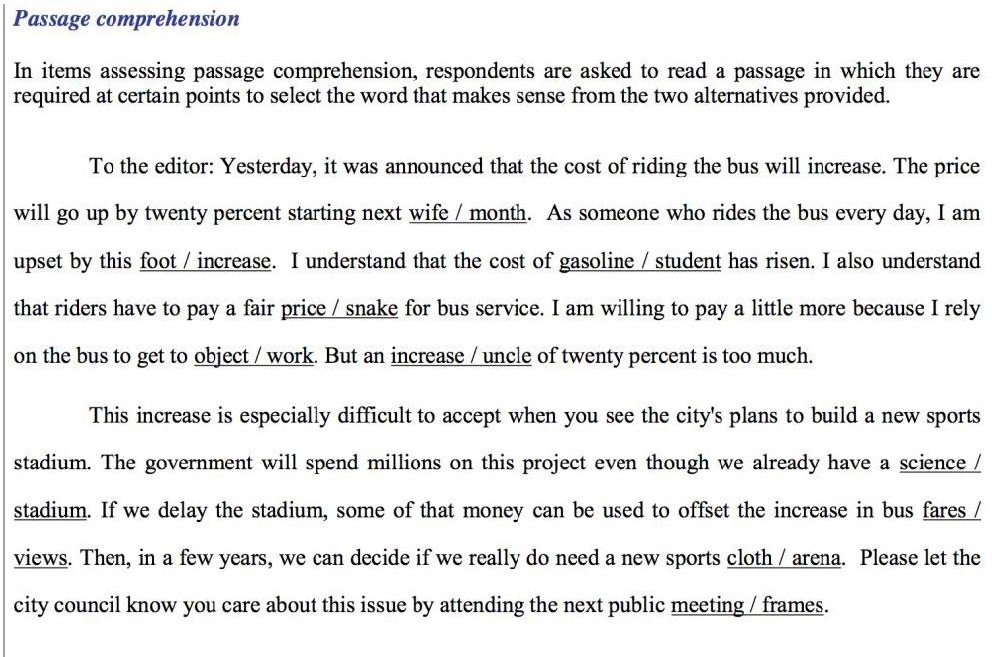 Passage comprehension
In items assessing passage comprehension, respondents are asked to read a passage in which they are
required at certain points to select the word that makes sense from the two alternatives provided.
To the editor: Yesterday, it was announced that the cost of riding the bus will increase. The price
will go up by twenty percent starting next wife / month. As someone who rides the bus every day, I am
upset by this foot / increase. I understand that the cost of gasoline / student has risen. I also understand
that riders have to pay a fair price / snake for bus service. I am willing to pay a little more because I rely
on the bus to get to object / work. But an increase / uncle of twenty percent is too much.
This increase is especially difficult to accept when you see the city's plans to build a new sports
stadium. The government will spend millions on this project even though we already have a science /
stadium. If we delay the stadium, some of that money can be used to offset the increase in bus fares /
views. Then, in a few years, we can decide if we really do need a new sports cloth / arena. Please let the
city council know you care about this issue by attending the next public meeting / frames.